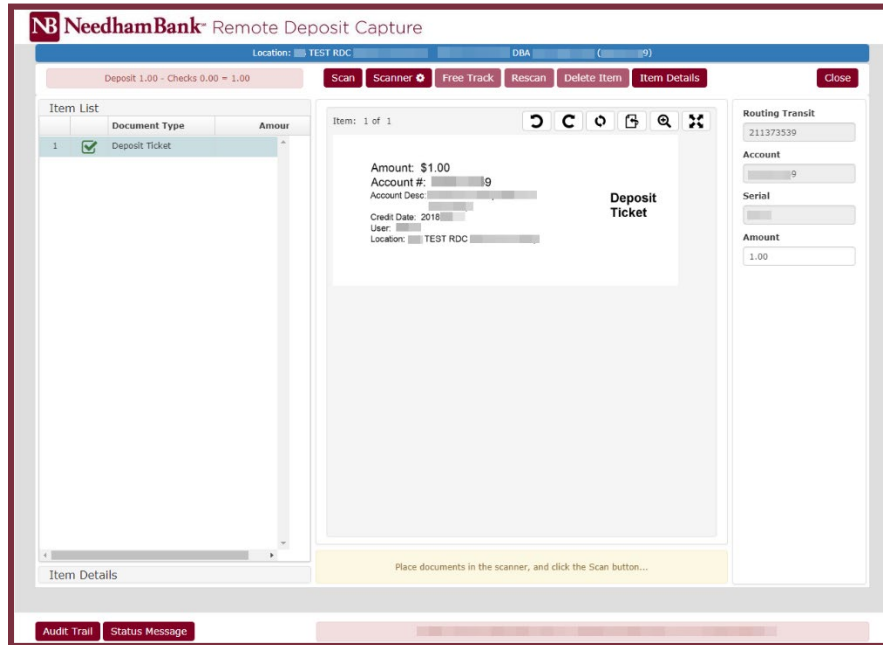 NB NeedhamBank Remote Deposit Capture
Location: TEST RDC DBA ( 9)
Deposit 1.00 - Checks 0.00 = 1.00
Scan Scanner Free Track Rescan Delete Item Item Details Close
Item List
Document Type Amour
1 Deposit Ticket
Item: 1 of 1
Amount: $1.00
Account #: 9
Account Desc:
Credit Date: 2018
User:
Location: TEST RDC
Deposit
Ticket
Routing Transit
211373539
Account
9
Serial
Amount
1.00
Place documents in the scanner, and click the Scan button...
Item Details
Audit Trail Status Message